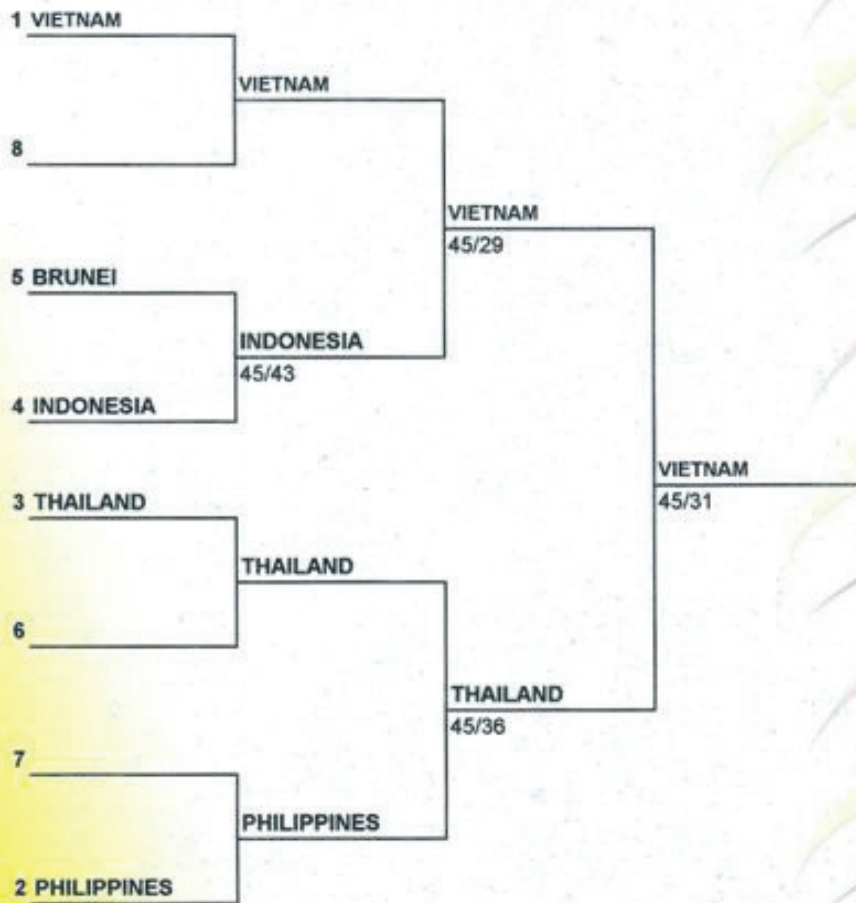 1 VIETNAM
VIETNAM
8
VIETNAM
45/29
5 BRUNEI
INDONESIA
45/43
4 INDONESIA
VIETNAM
45/31
3 THAILAND
THAILAND
6
THAILAND
45/36
7
PHILIPPINES
2 PHILIPPINES